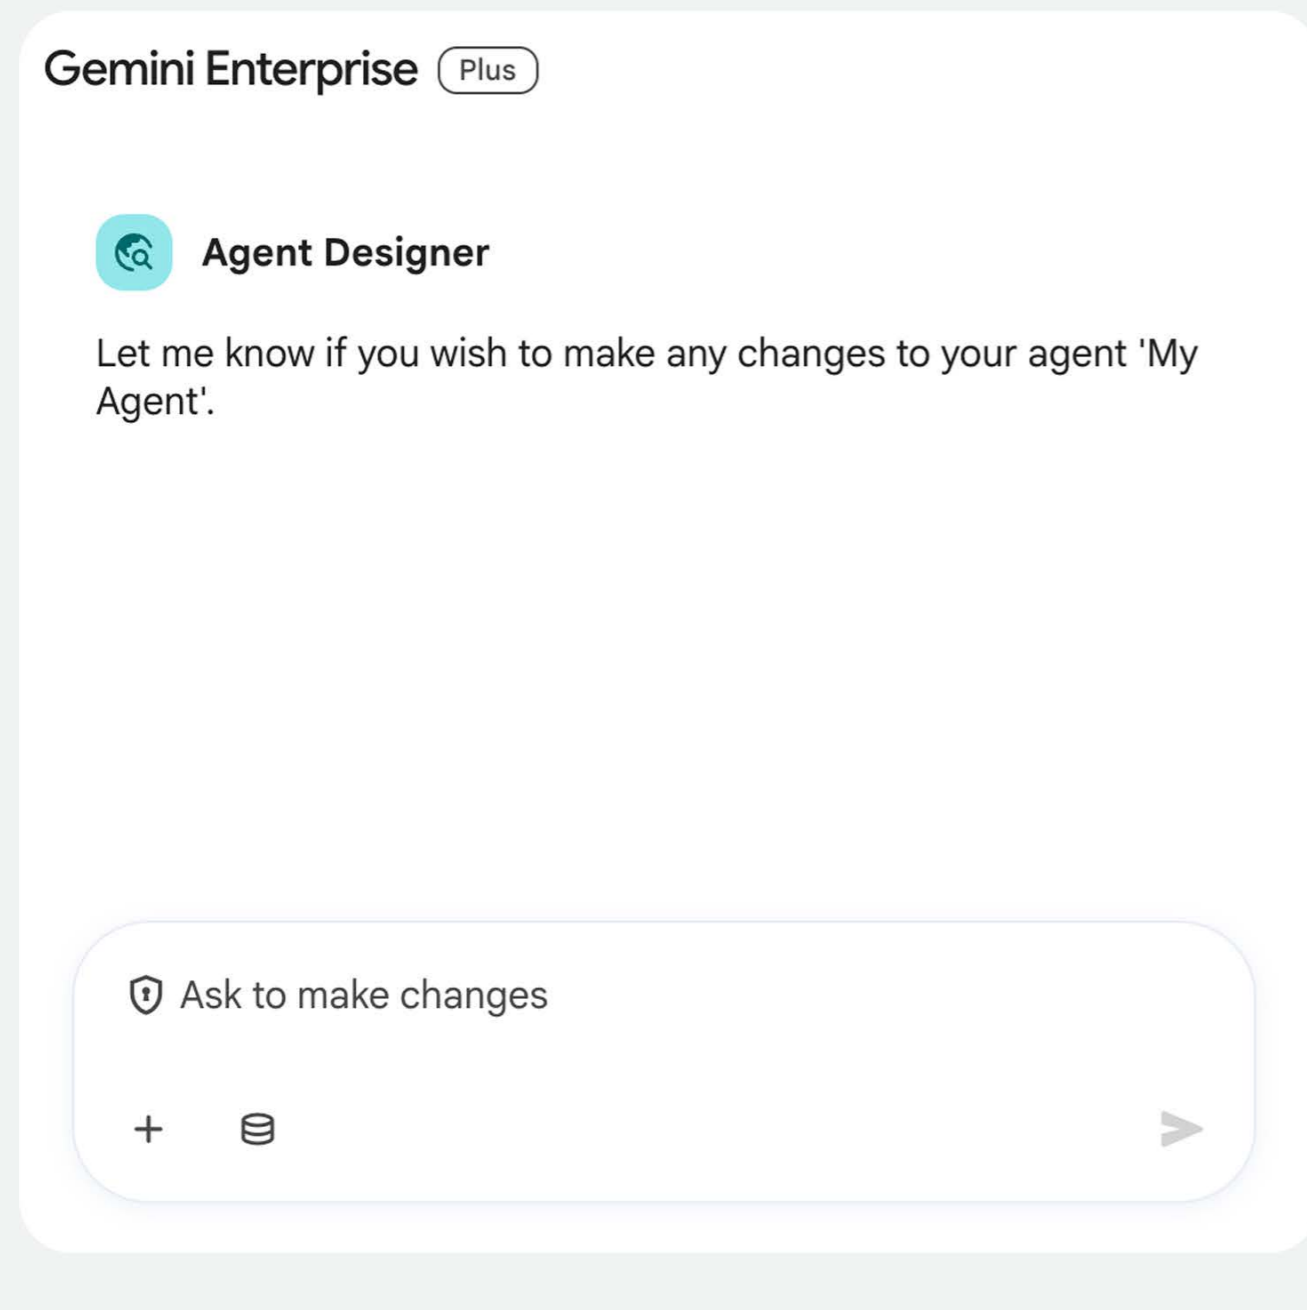 Gemini Enterprise Plus
Agent Designer
Let me know if you wish to make any changes to your agent 'My
Agent'.
Ask to make changes